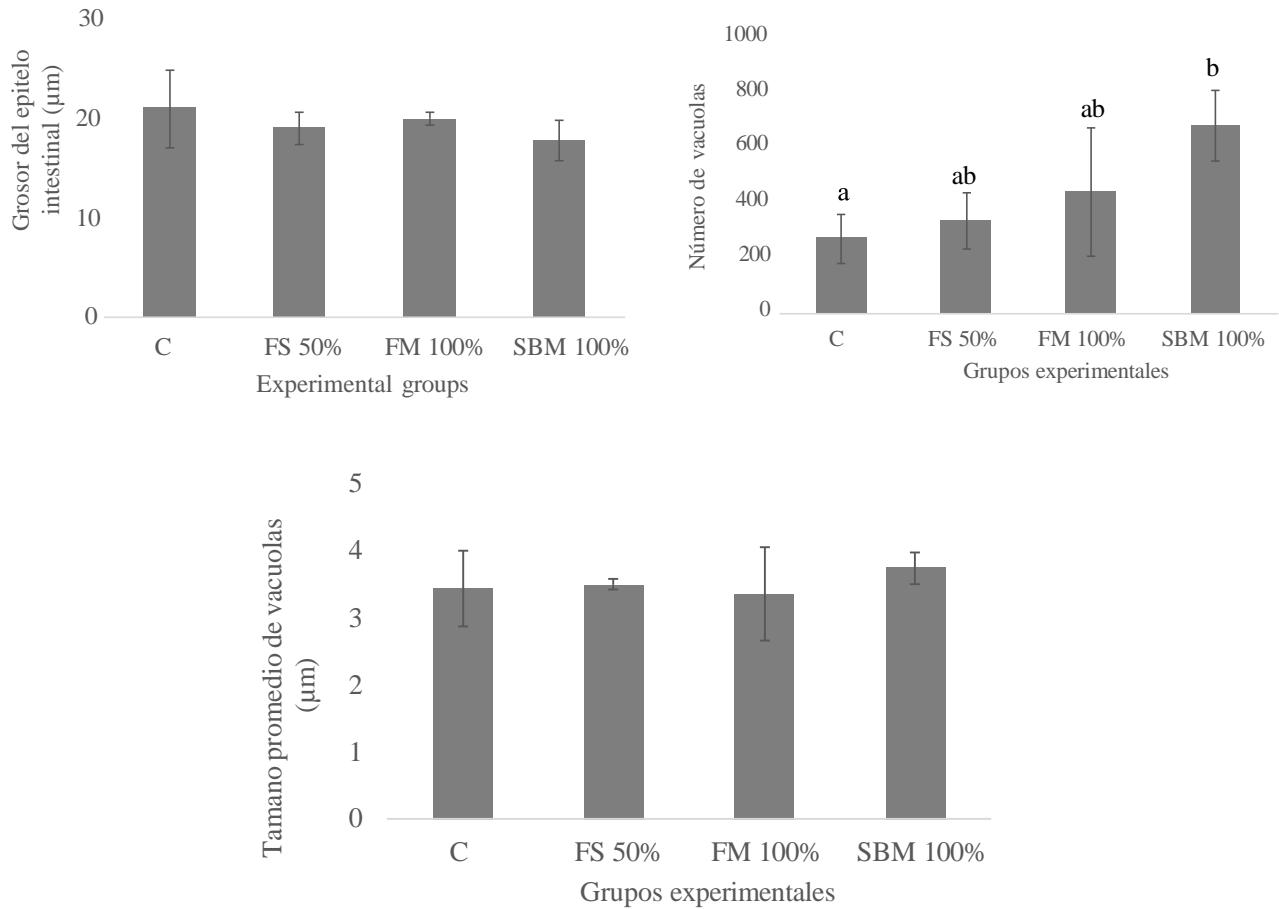 30
20
10
0
Grosor del epitelo
intestinal (µm)
C
FS 50%
FM 100%
SBM 100%
Experimental groups
1000
800
600
400
200
0
Número de vacuolas
a
ab
ab
b
C
FS 50%
FM 100%
SBM 100%
Grupos experimentales
5
4
3
2
1
0
Tamano promedio de vacuolas
(µm)
C
FS 50%
FM 100%
SBM 100%
Grupos experimentales